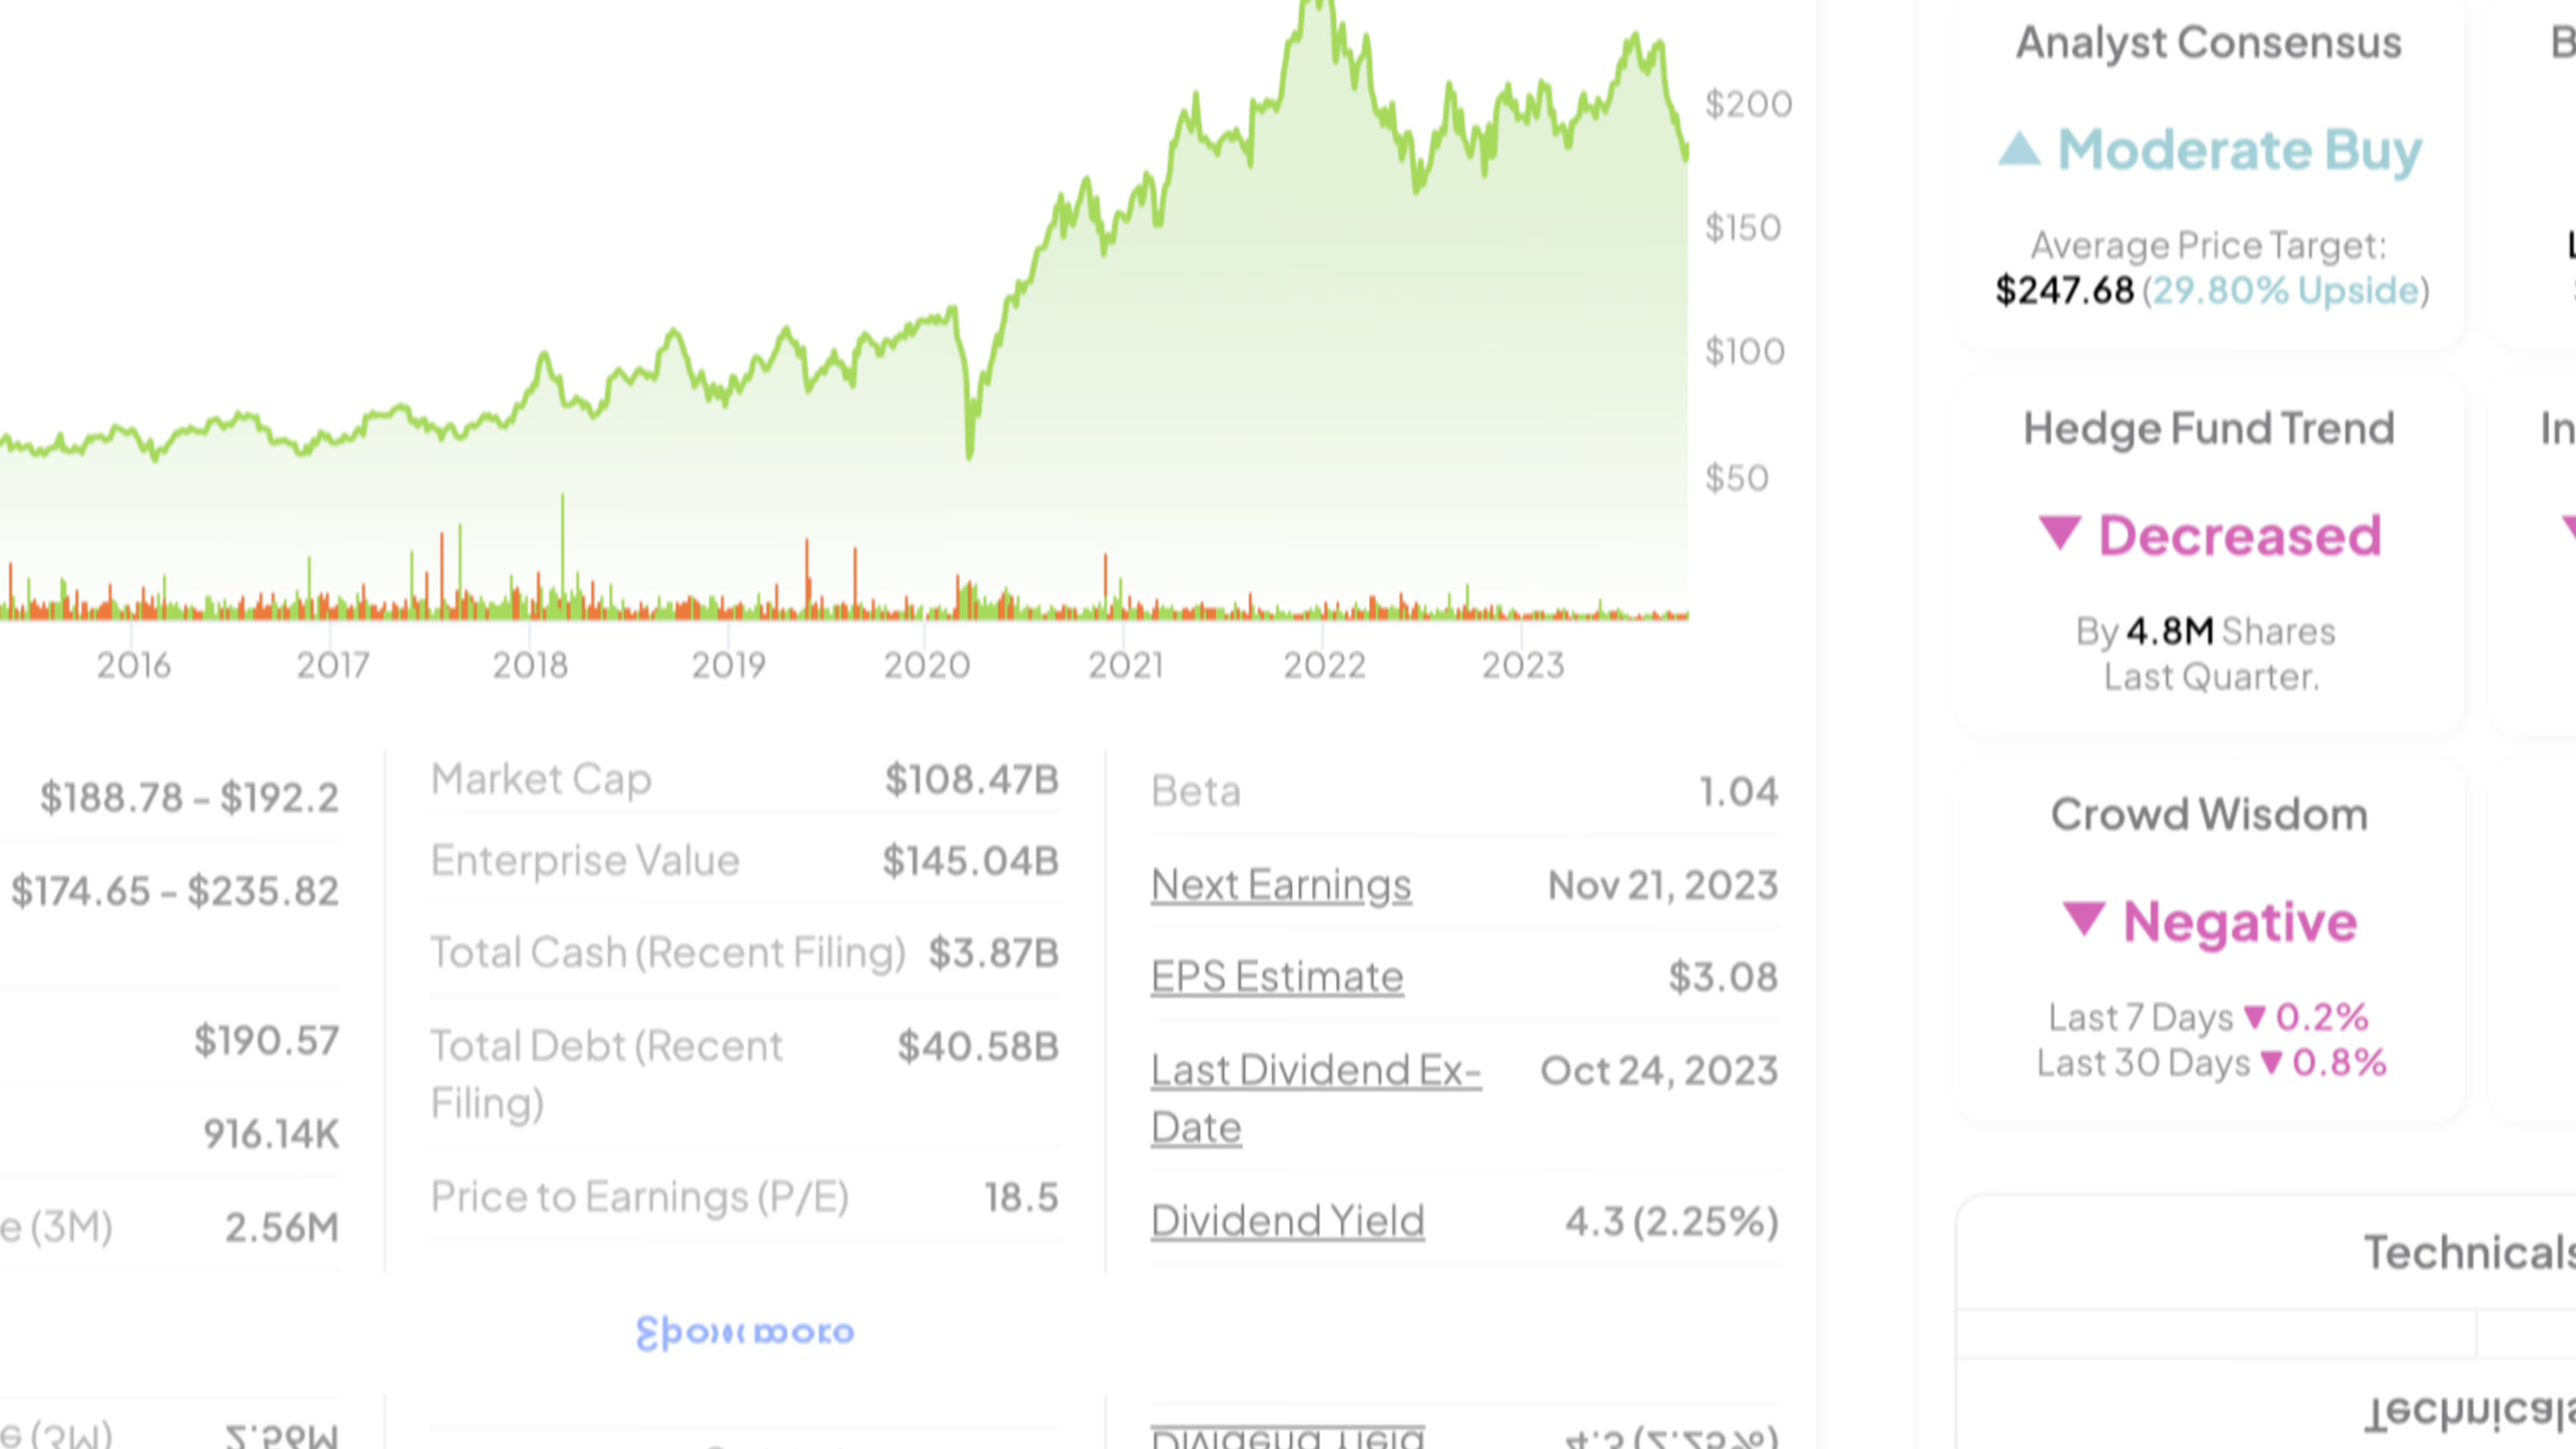 $200
$150
$100
$50
2016 2017 2018 2019 2020 2021 2022 2023
$188.78 - $192.2
$174.65 - $235.82
$190.57
916.14K
e (3M) 2.56M
Market Cap $108.47B
Enterprise Value $145.04B
Total Cash (Recent Filing) $3.87B
Total Debt (Recent $40.58B
Filing)
Price to Earnings (P/E) 18.5
Beta 1.04
Next Earnings Nov 21, 2023
EPS Estimate $3.08
Last Dividend Ex- Oct 24, 2023
Date
Dividend Yield 4.3 (2.25%)
Analyst Consensus
Moderate Buy
Average Price Target:
$247.68 (29.80% Upside)
Hedge Fund Trend
Decreased
By 4.8M Shares
Last Quarter.
Crowd Wisdom
Negative
Last 7 Days ▼ 0.2%
Last 30 Days ▼ 0.8%
B
L
In
Technicals